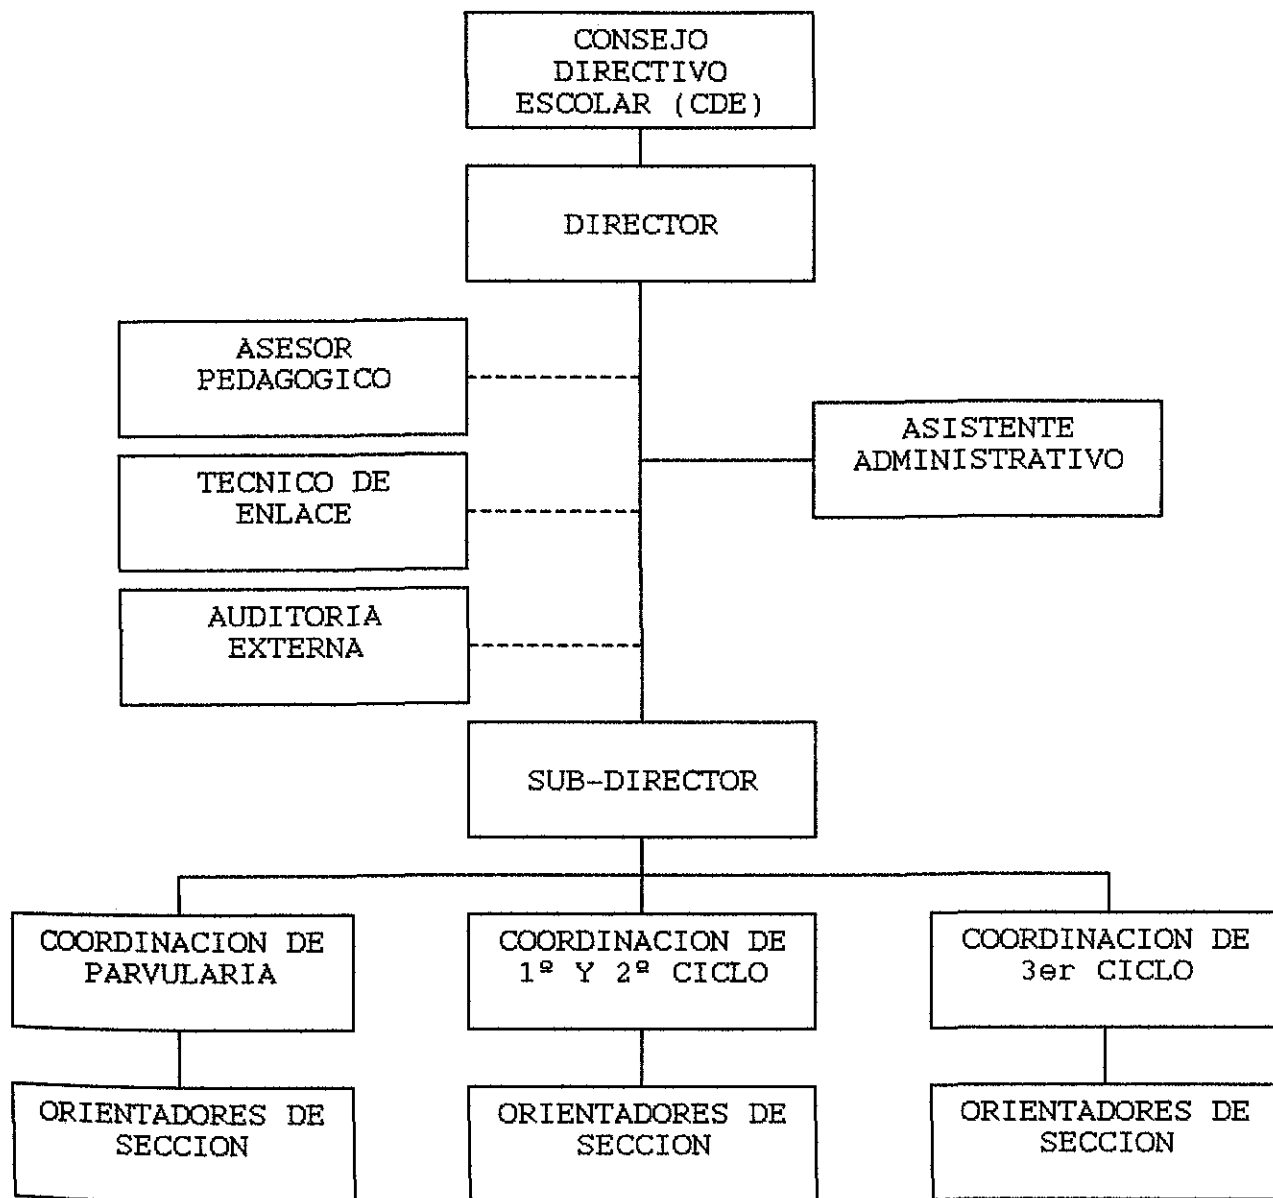 CONSEJO
DIRECTIVO
ESCOLAR (CDE)
DIRECTOR
ASESOR
PEDAGOGICO
ASISTENTE
ADMINISTRATIVO
TECNICO DE
ENLACE
AUDITORIA
EXTERNA
SUB-DIRECTOR
COORDINACION DE
PARVULARIA
COORDINACION DE
1º Y 2º CICLO
COORDINACION DE
3er CICLO
ORIENTADORES DE
SECCION
ORIENTADORES DE
SECCION
ORIENTADORES DE
SECCION